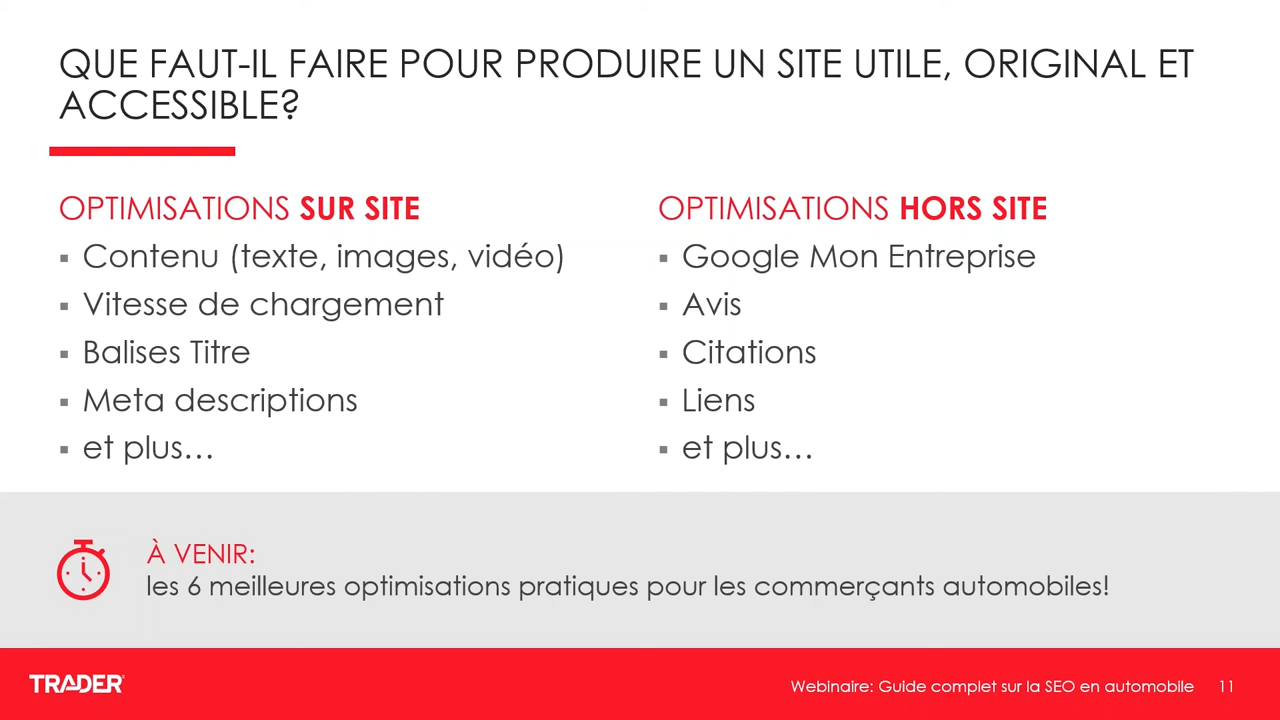 QUE FAUT-IL FAIRE POUR PRODUIRE UN SITE UTILE, ORIGINAL ET
ACCESSIBLE?
OPTIMISATIONS SUR SITE
▪ Contenu (texte, images, vidéo)
▪ Vitesse de chargement
▪ Balises Titre
▪ Meta descriptions
▪ et plus…
OPTIMISATIONS HORS SITE
▪ Google Mon Entreprise
▪ Avis
▪ Citations
▪ Liens
▪ et plus…
À VENIR:
les 6 meilleures optimisations pratiques pour les commerçants automobiles!
TRADER
Webinaire: Guide complet sur la SEO en automobile 11